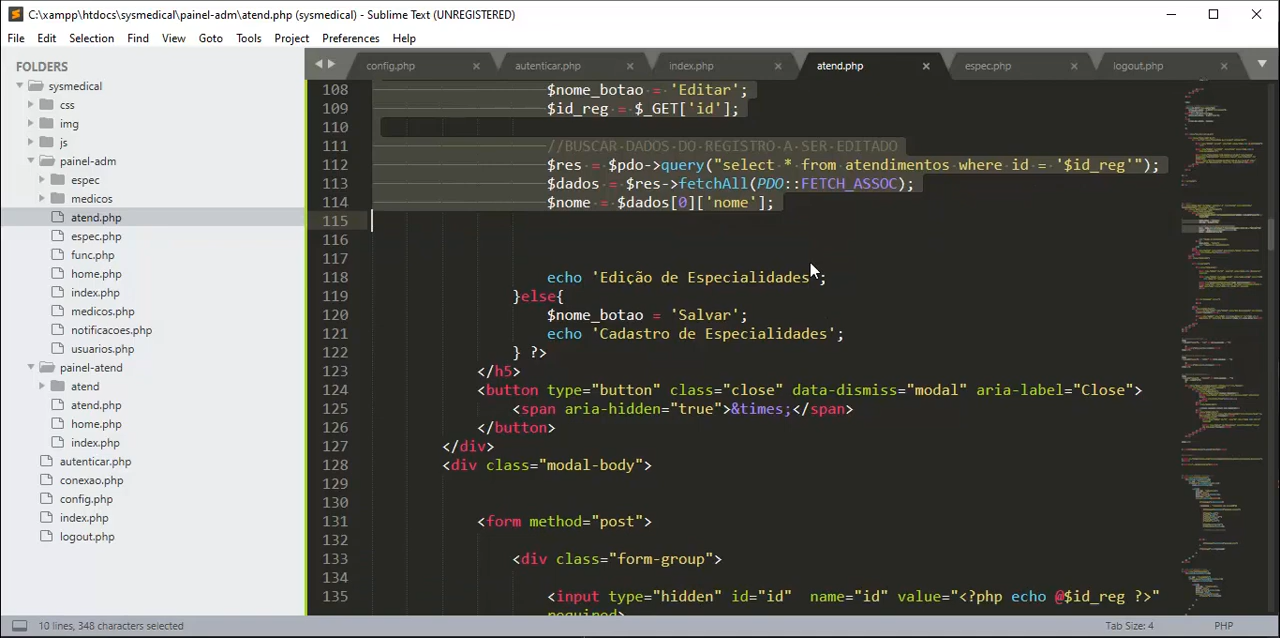 C:\xampp\htdocs\sysmedical\painel-adm\atend.php (sysmedical) - Sublime Text (UNREGISTERED)
File Edit Selection Find View Goto Tools Project Preferences Help
FOLDERS
sysmedical
css
img
js
painel-adm
espec
medicos
atend.php
espec.php
func.php
home.php
index.php
medicos.php
notificacoes.php
usuarios.php
painel-atend
atend
atend.php
home.php
index.php
autenticar.php
conexao.php
config.php
index.php
logout.php
config.php × autenticar.php × index.php × atend.php × espec.php × logout.php ×
108 $nome_botao = 'Editar';
109 $id_reg = $_GET['id'];
110
111 //BUSCAR DADOS DO REGISTRO A SER EDITADO
112 $res = $pdo->query("select * from atendimentos where id = '$id_reg'");
113 $dados = $res->fetchAll(PDO::FETCH_ASSOC);
114 $nome = $dados[0]['nome'];
115
116
117
118 echo 'Edição de Especialidades';
119 }else{
120 $nome_botao = 'Salvar';
121 echo 'Cadastro de Especialidades';
122 } ?>
123 </h5>
124 <button type="button" class="close" data-dismiss="modal" aria-label="Close">
125 <span aria-hidden="true">&times;</span>
126 </button>
127 </div>
128 <div class="modal-body">
129
130
131 <form method="post">
132
133 <div class="form-group">
134
135 <input type="hidden" id="id"  name="id" value="<?php echo @$id_reg ?>"
required>
10 lines, 348 characters selected
Tab Size: 4
PHP